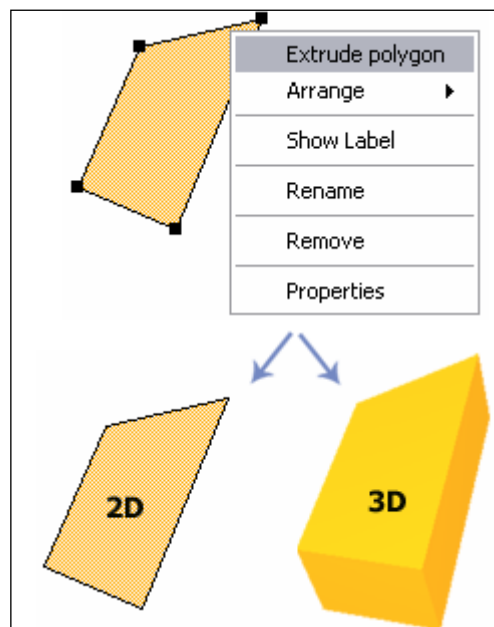 Extrude polygon
Arrange
Show Label
Rename
Remove
Properties
2D
3D